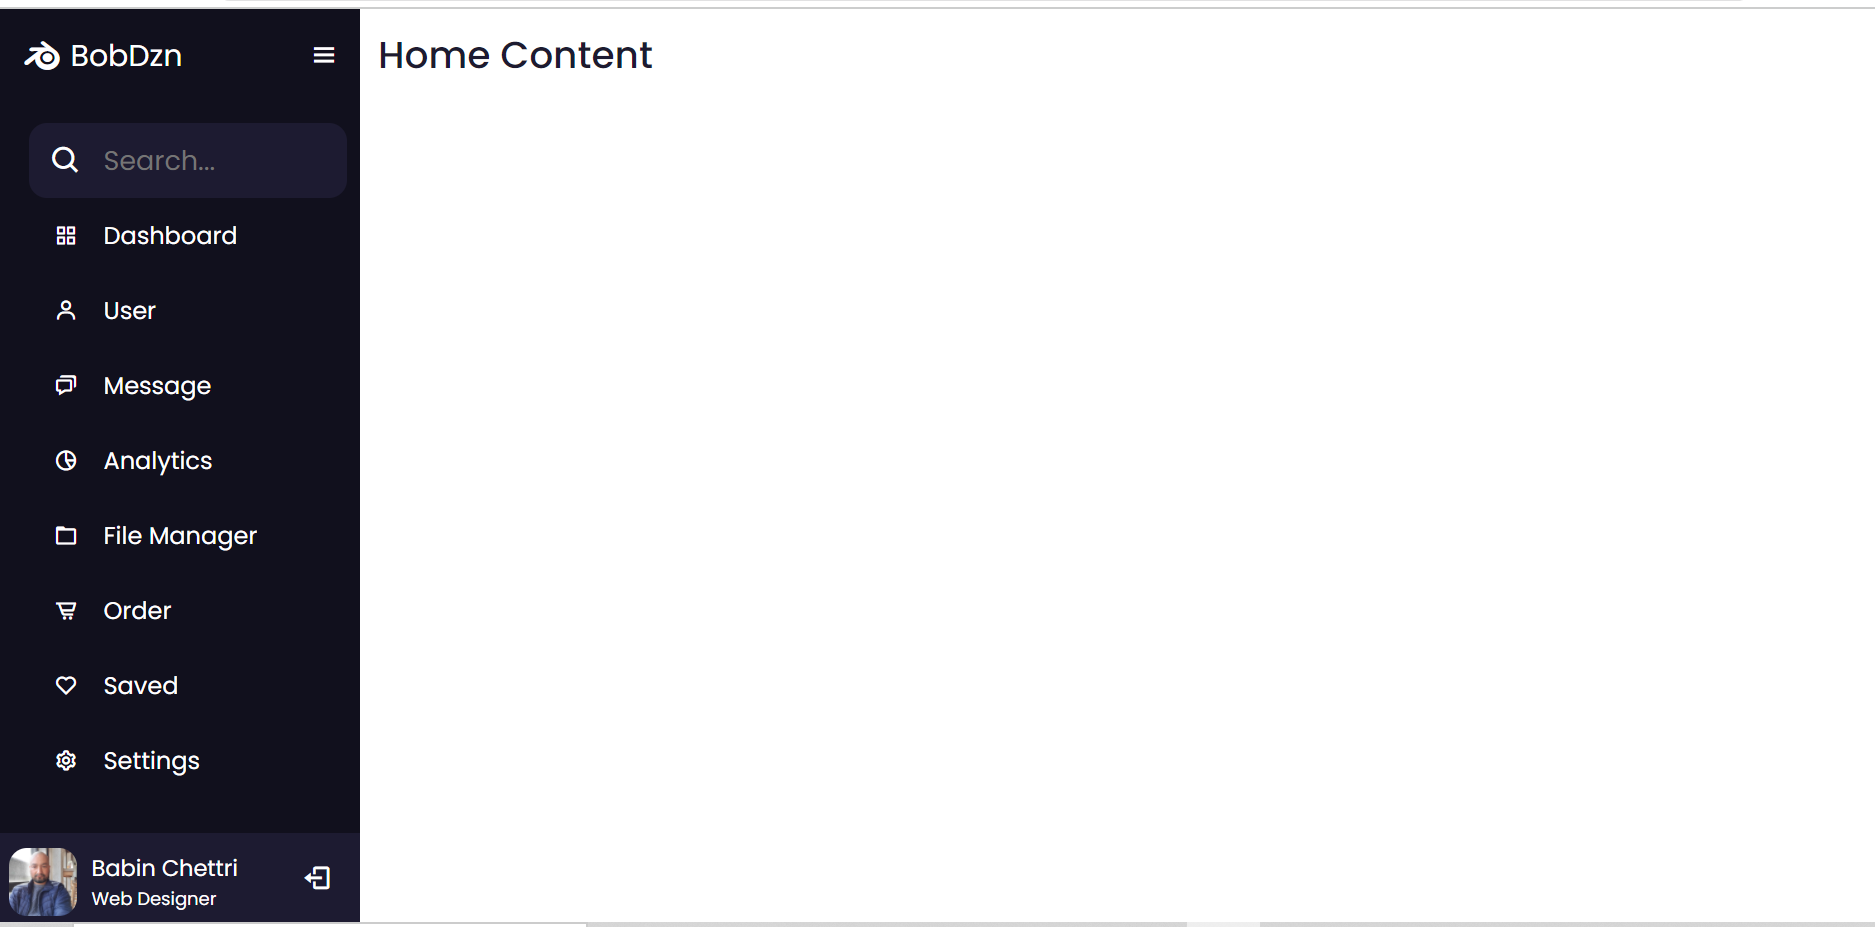 BobDzn
Home Content
Search...
Dashboard
User
Message
Analytics
File Manager
Order
Saved
Settings
Babin Chettri
Web Designer